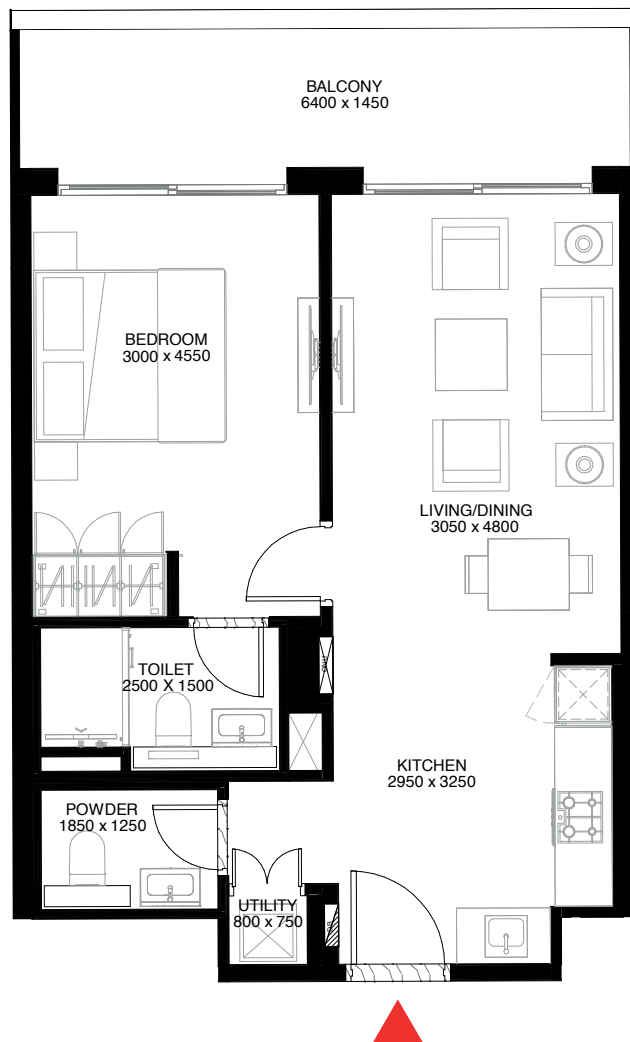 BALCONY
6400 x 1450
BEDROOM
3000 x 4550
LIVING/DINING
3050 x 4800
TOILET
2500 X 1500
KITCHEN
2950 x 3250
POWDER
1850 x 1250
UTILITY
800 x 750